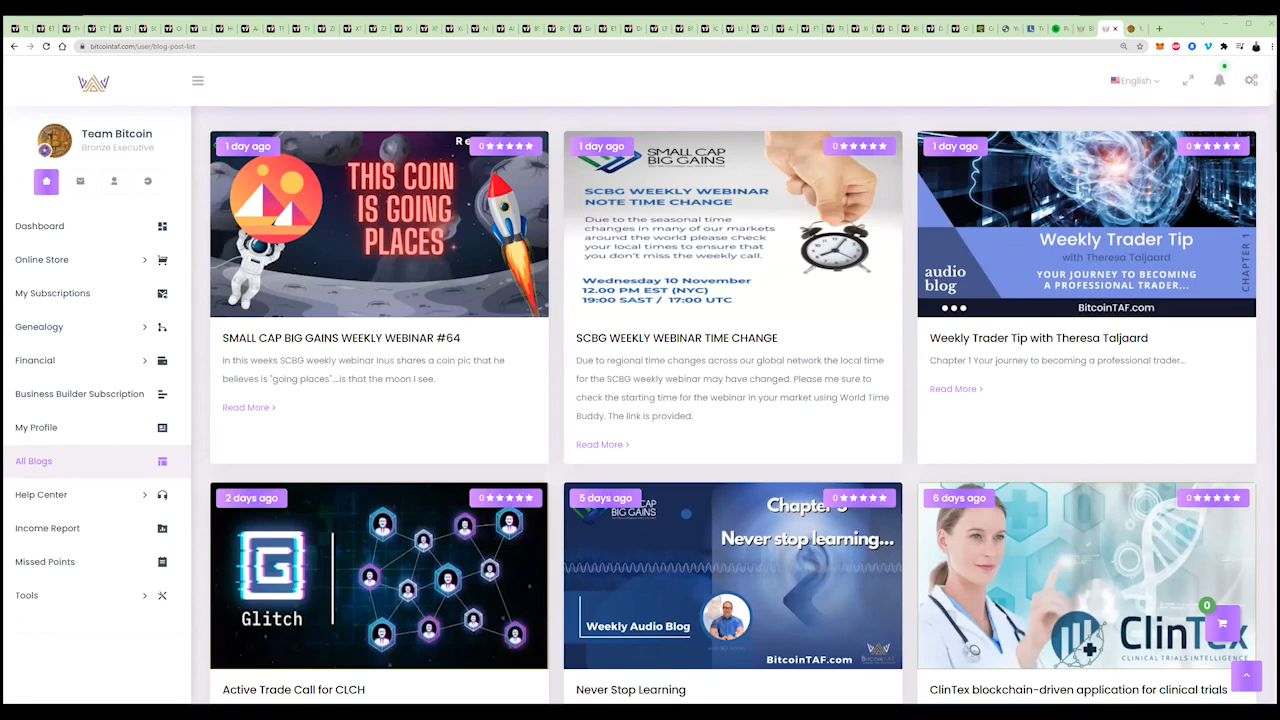 bitcointaf.com/user/blog-post-list
English
Team Bitcoin
Bronze Executive
Dashboard
Online Store
My Subscriptions
Genealogy
Financial
Business Builder Subscription
My Profile
All Blogs
Help Center
Income Report
Missed Points
Tools
1 day ago
0
THIS COIN
IS GOING
PLACES
SMALL CAP BIG GAINS WEEKLY WEBINAR #64
In this weeks SCBG weekly webinar Inus shares a coin pic that he
believes is "going places"....is that the moon I see.
Read More >
1 day ago
0
SMALL CAP
BIG GAINS
SCBG WEEKLY WEBINAR
NOTE TIME CHANGE
Due to the seasonal time
changes in many of our markets
around the world please check
your local times to ensure that
you don't miss the weekly call.
Wednesday 10 November
12.00 PM EST (NYC)
19:00 SAST / 17:00 UTC
SCBG WEEKLY WEBINAR TIME CHANGE
Due to regional time changes across our global network the local time
for the SCBG weekly webinar may have changed. Please me sure to
check the starting time for the webinar in your market using World Time
Buddy. The link is provided.
Read More >
1 day ago
0
Weekly Trader Tip
with Theresa Taljaard
audio
blog
YOUR JOURNEY TO BECOMING
A PROFESSIONAL TRADER...
CHAPTER 1
BitcoinTAF.com
Weekly Trader Tip with Theresa Taljaard
Chapter 1 Your journey to becoming a professional trader...
Read More >
2 days ago
0
Glitch
Active Trade Call for CLCH
5 days ago
0
BIG GAINS
Never stop learning...
Weekly Audio Blog
BitcoinTAF.com
Never Stop Learning
6 days ago
0
CLINICAL TRIALS INTELLIGENCE
0
ClinTex blockchain-driven application for clinical trials